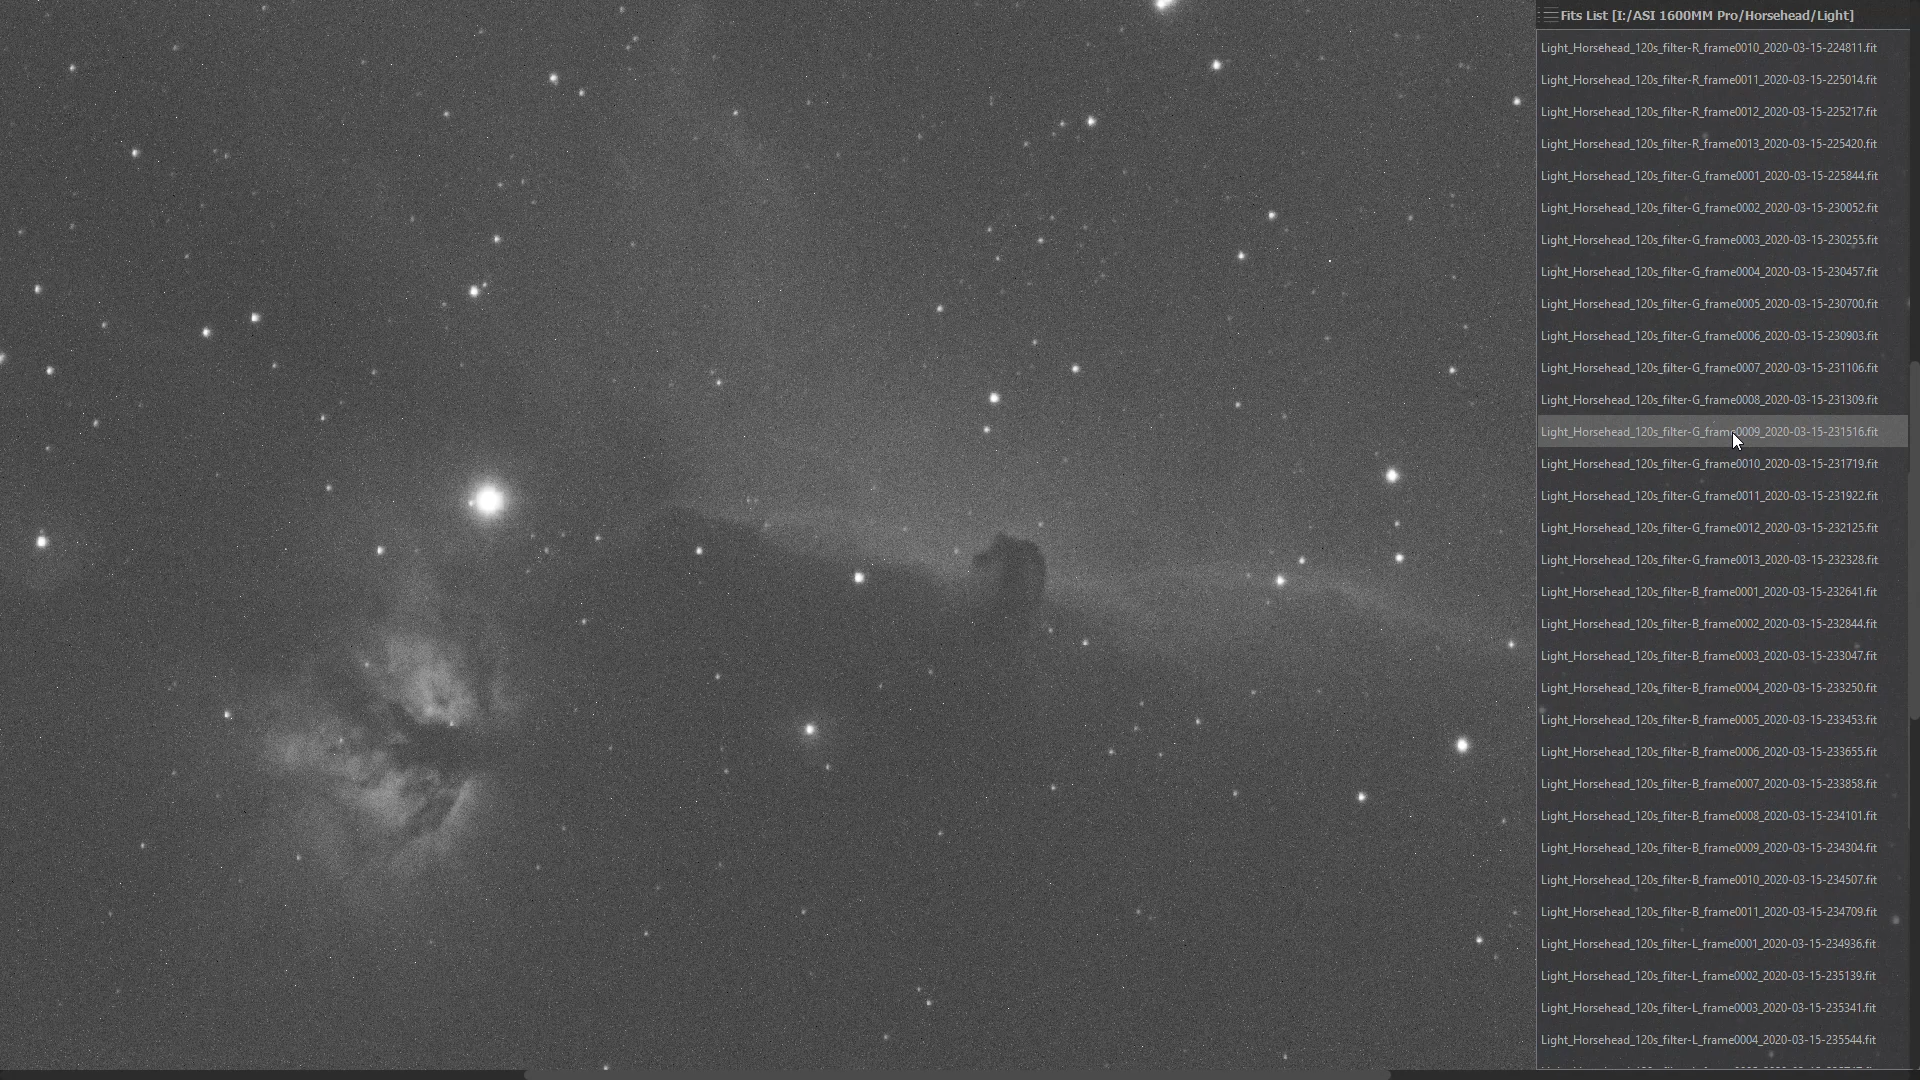 Fits List [I:/ASI 1600MM Pro/Horsehead/Light]
Light_Horsehead_120s_filter-R_frame0010_2020-03-15-224811.fit
Light_Horsehead_120s_filter-R_frame0011_2020-03-15-225014.fit
Light_Horsehead_120s_filter-R_frame0012_2020-03-15-225217.fit
Light_Horsehead_120s_filter-R_frame0013_2020-03-15-225420.fit
Light_Horsehead_120s_filter-G_frame0001_2020-03-15-225844.fit
Light_Horsehead_120s_filter-G_frame0002_2020-03-15-230052.fit
Light_Horsehead_120s_filter-G_frame0003_2020-03-15-230255.fit
Light_Horsehead_120s_filter-G_frame0004_2020-03-15-230457.fit
Light_Horsehead_120s_filter-G_frame0005_2020-03-15-230700.fit
Light_Horsehead_120s_filter-G_frame0006_2020-03-15-230903.fit
Light_Horsehead_120s_filter-G_frame0007_2020-03-15-231106.fit
Light_Horsehead_120s_filter-G_frame0008_2020-03-15-231309.fit
Light_Horsehead_120s_filter-G_frame0009_2020-03-15-231516.fit
Light_Horsehead_120s_filter-G_frame0010_2020-03-15-231719.fit
Light_Horsehead_120s_filter-G_frame0011_2020-03-15-231922.fit
Light_Horsehead_120s_filter-G_frame0012_2020-03-15-232125.fit
Light_Horsehead_120s_filter-G_frame0013_2020-03-15-232328.fit
Light_Horsehead_120s_filter-B_frame0001_2020-03-15-232641.fit
Light_Horsehead_120s_filter-B_frame0002_2020-03-15-232844.fit
Light_Horsehead_120s_filter-B_frame0003_2020-03-15-233047.fit
Light_Horsehead_120s_filter-B_frame0004_2020-03-15-233250.fit
Light_Horsehead_120s_filter-B_frame0005_2020-03-15-233453.fit
Light_Horsehead_120s_filter-B_frame0006_2020-03-15-233655.fit
Light_Horsehead_120s_filter-B_frame0007_2020-03-15-233858.fit
Light_Horsehead_120s_filter-B_frame0008_2020-03-15-234101.fit
Light_Horsehead_120s_filter-B_frame0009_2020-03-15-234304.fit
Light_Horsehead_120s_filter-B_frame0010_2020-03-15-234507.fit
Light_Horsehead_120s_filter-B_frame0011_2020-03-15-234709.fit
Light_Horsehead_120s_filter-L_frame0001_2020-03-15-234936.fit
Light_Horsehead_120s_filter-L_frame0002_2020-03-15-235139.fit
Light_Horsehead_120s_filter-L_frame0003_2020-03-15-235341.fit
Light_Horsehead_120s_filter-L_frame0004_2020-03-15-235544.fit